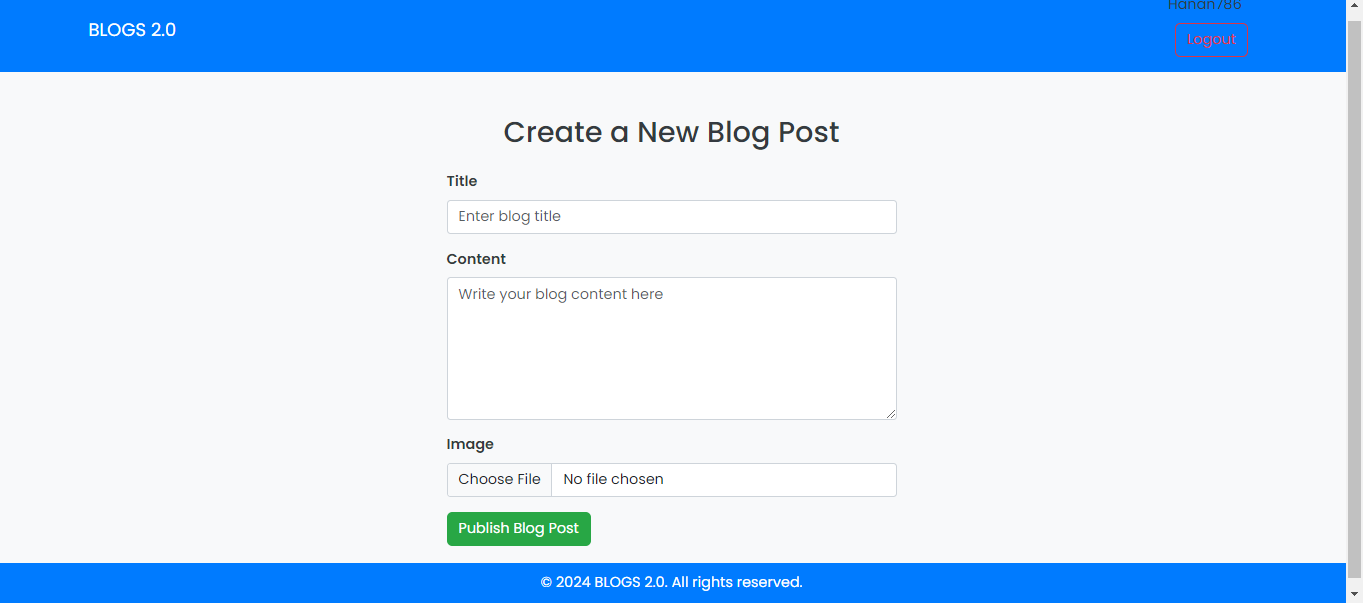 Hanan786
BLOGS 2.0
Logout
Create a New Blog Post
Title
Enter blog title
Content
Write your blog content here
Image
Choose File No file chosen
Publish Blog Post
© 2024 BLOGS 2.0. All rights reserved.